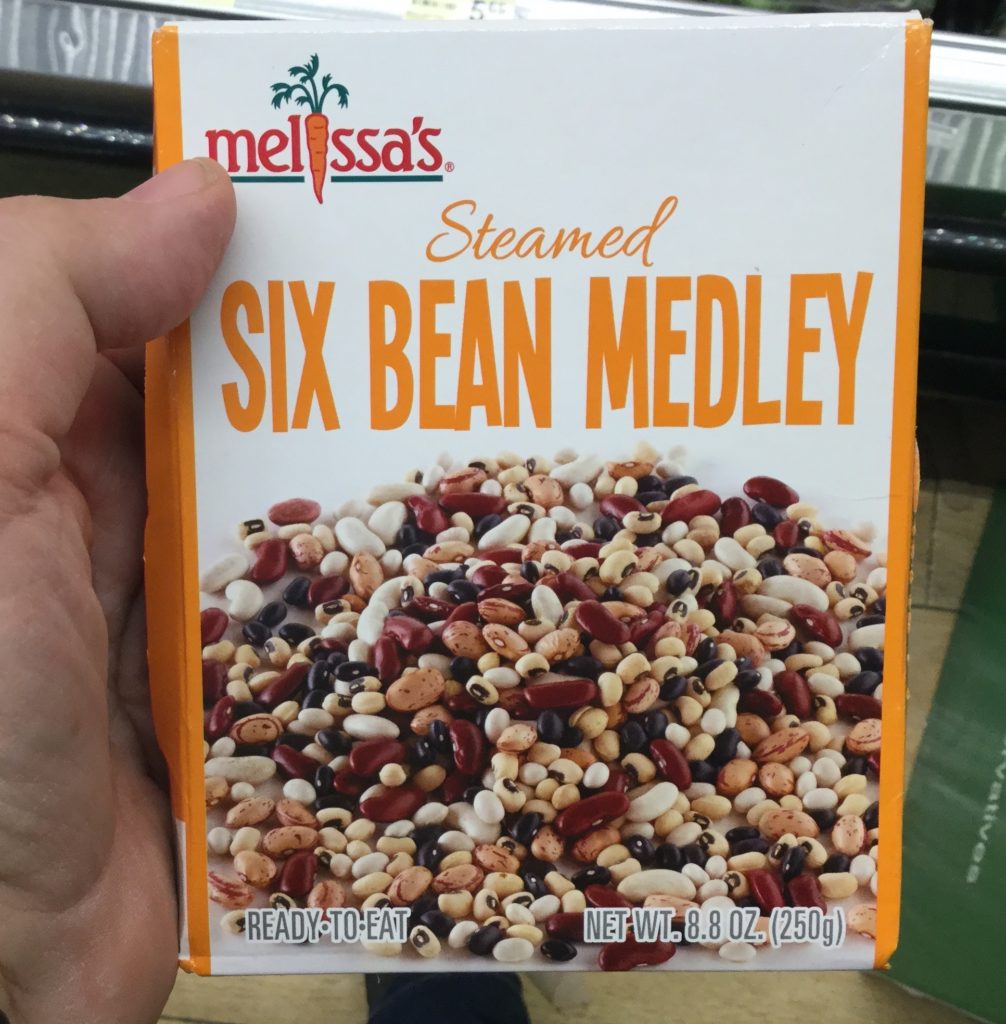 melissa's®
Steamed
SIX BEAN MEDLEY
READY•TO•EAT
NET WT. 8.8 OZ. (250g)